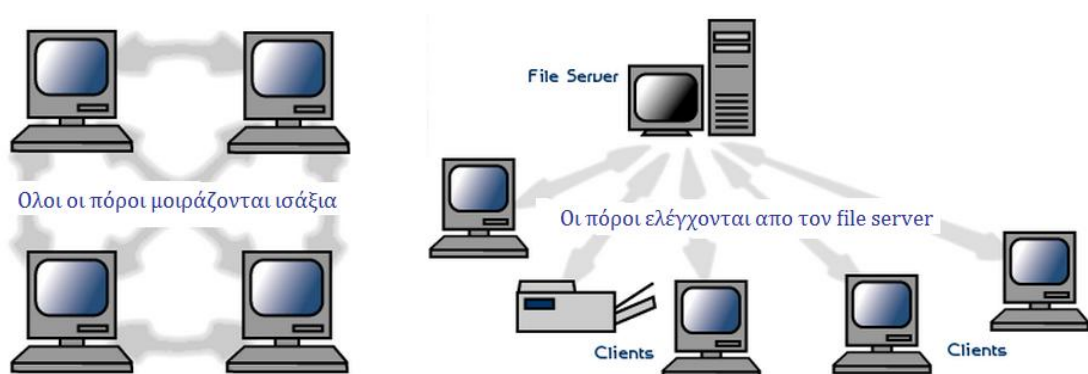 Ολοι οι πόροι μοιράζονται ισάξια
File Server
Οι πόροι ελέγχονται απο τον file server
Clients
Clients